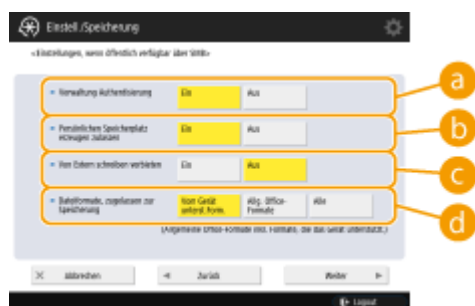 Einstell./Speicherung
<Einstellungen, wenn öffentlich verfügbar über SMB>
Verwaltung Authentisierung
Ein
Aus
a
Persönlichen Speicherplatz
erzeugen zulassen
Ein
Aus
b
Von Extern schreiben verbieten
Ein
Aus
c
Dateiformate, zugelassen zur
Speicherung
Von Gerät
unterst.Form.
Allg. Office-
Formate
Alle
d
(Allgemeine Office-Formate inkl. Formate, die das Gerät unterstützt.)
Abbrechen
Zurück
Weiter
Logout